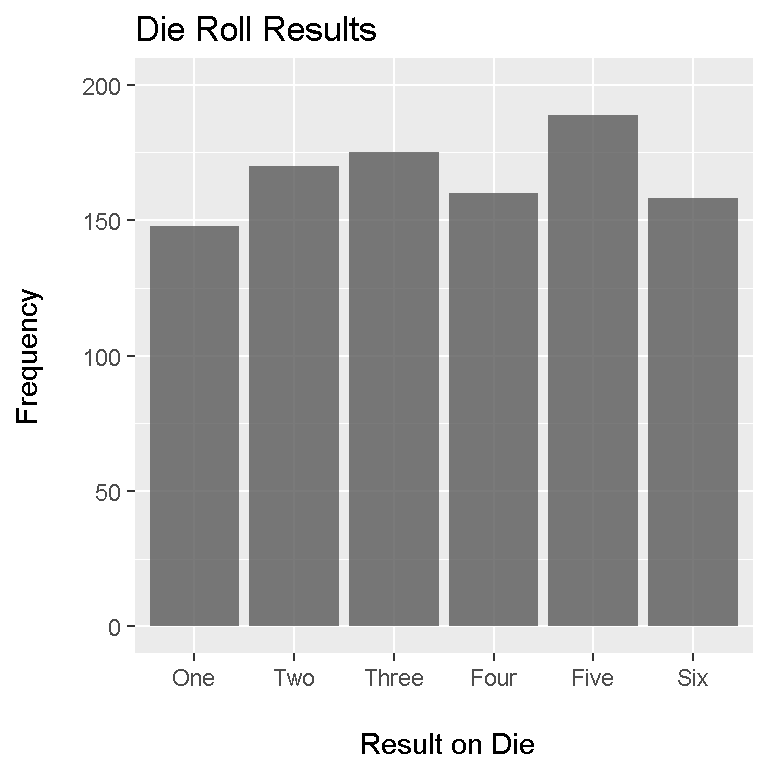 Die Roll Results
200
150
100
50
0
Frequency
One Two Three Four Five Six
Result on Die